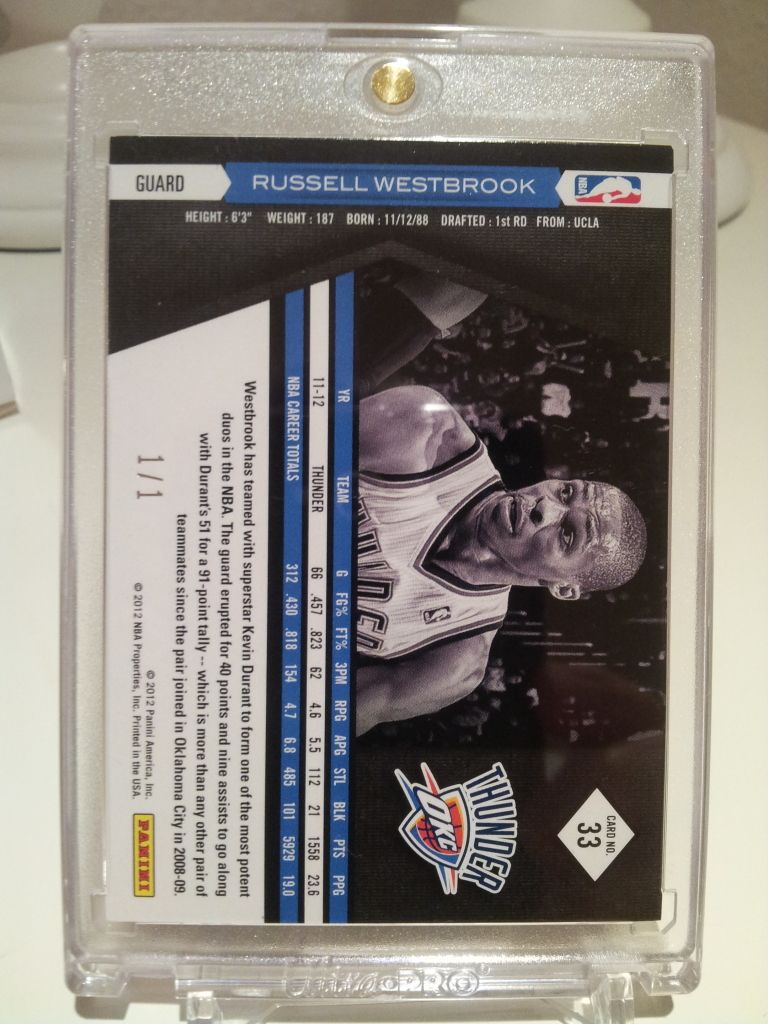 GUARD
RUSSELL WESTBROOK
NBA
HEIGHT : 6'3" WEIGHT : 187 BORN : 11/12/88 DRAFTED : 1st RD FROM : UCLA
CARD NO.
33
THUNDER
OKC
YR TEAM G FG% FT% 3PM RPG APG STL BLK PTS PPG
11-12 THUNDER 66 .457 .823 62 4.6 5.5 112 21 1558 23.6
NBA CAREER TOTALS 312 .430 .818 154 4.7 6.8 485 101 5929 19.0
Westbrook has teamed with superstar Kevin Durant to form one of the most potent
duos in the NBA. The guard erupted for 40 points and nine assists to go along
with Durant's 51 for a 91-point tally -- which is more than any other pair of
teammates since the pair joined in Oklahoma City in 2008-09.
1/1
© 2012 Panini America, Inc.
© 2012 NBA Properties, Inc. Printed in the USA.
PANINI